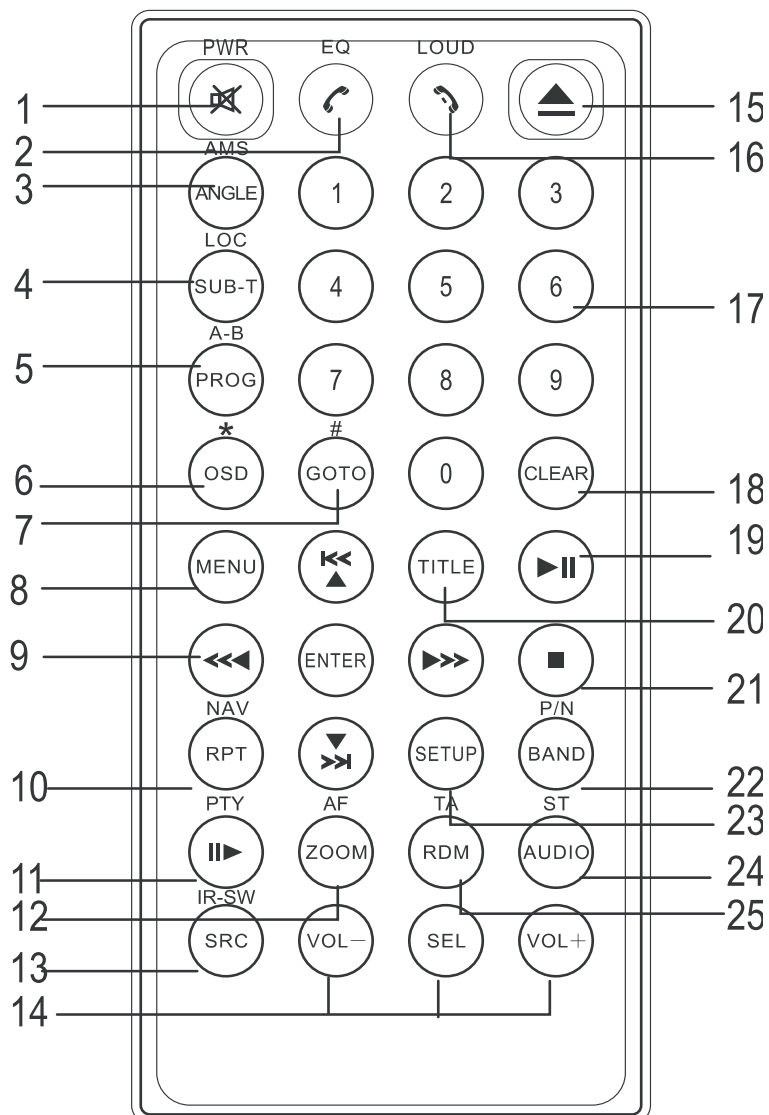 PWR EQ LOUD
1 15
2 16
AMS
3 ANGLE 1 2 3
LOC
4 SUB-T 4 5 6 17
A-B
5 PROG 7 8 9
* #
6 OSD GOTO 0 CLEAR 18
7
8 MENU TITLE 19
20
9 ENTER 21
NAV P/N
10 RPT SETUP BAND 22
PTY AF TA ST 23
11 ZOOM RDM AUDIO 24
12 25
IR-SW
13 SRC VOL− SEL VOL+
14